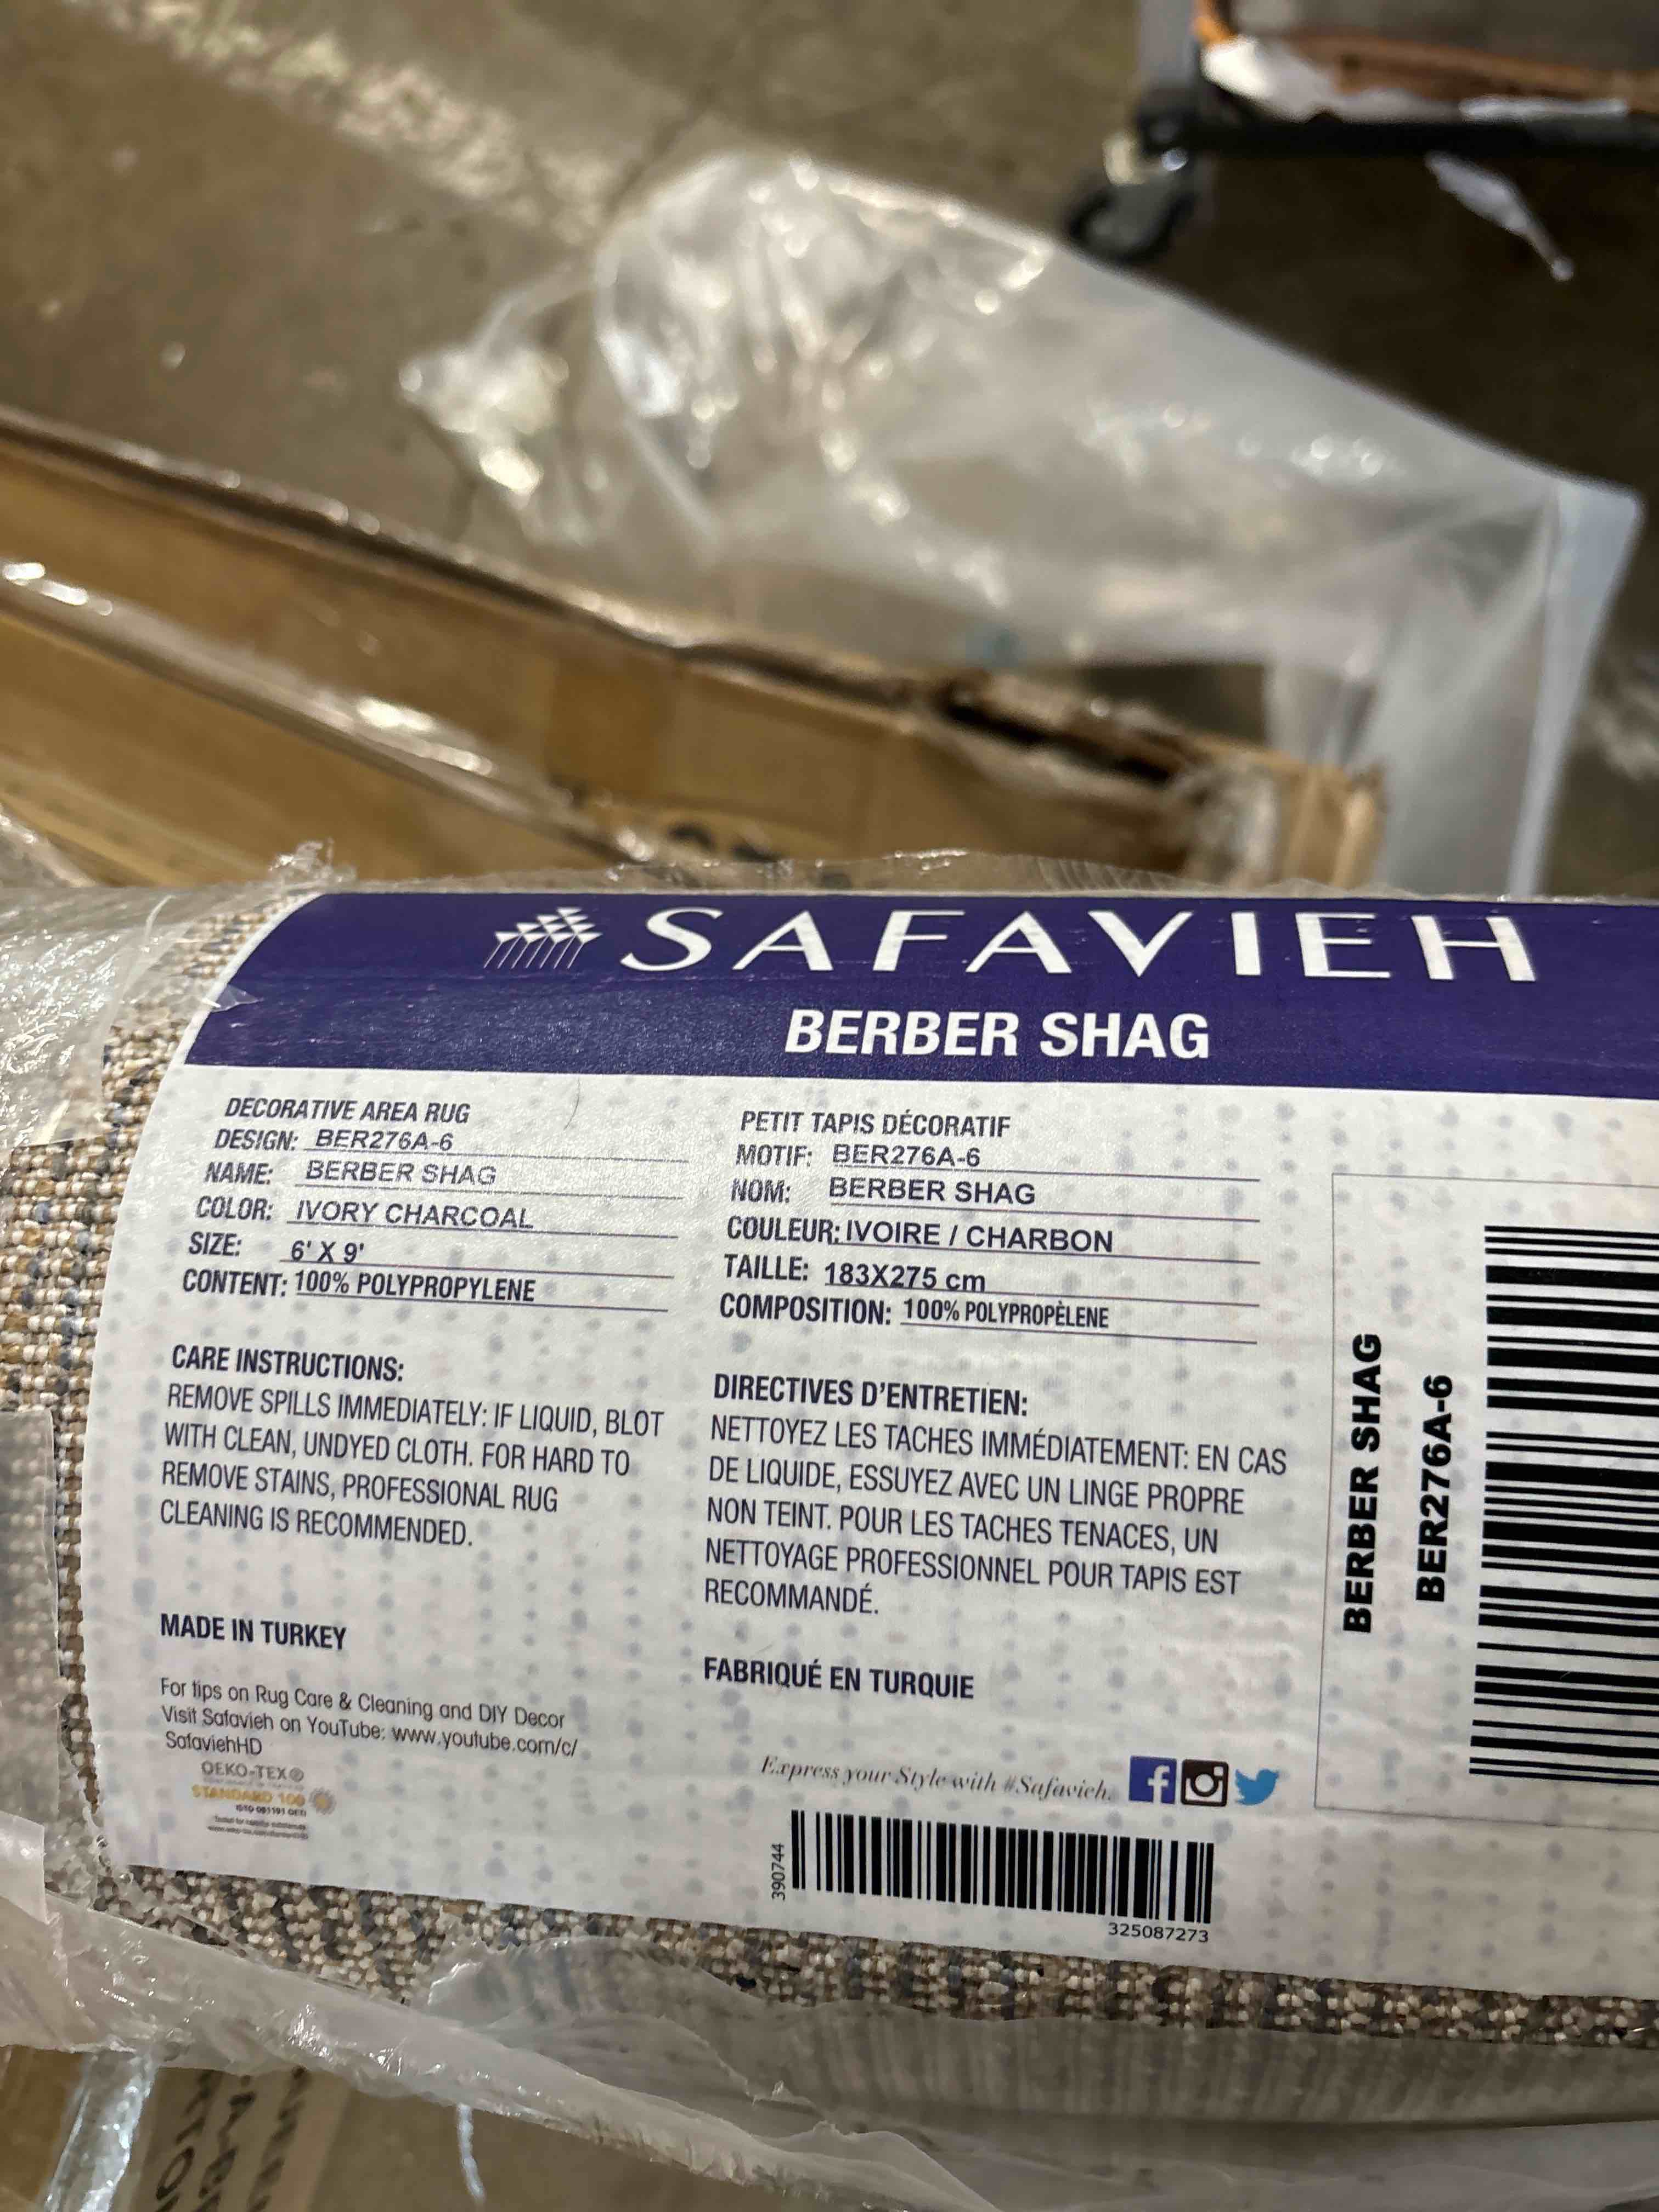 SAFAVIEH
BERBER SHAG
DECORATIVE AREA RUG
DESIGN: BER276A-6
NAME: BERBER SHAG
COLOR: IVORY CHARCOAL
SIZE: 6' X 9'
CONTENT: 100% POLYPROPYLENE
CARE INSTRUCTIONS:
REMOVE SPILLS IMMEDIATELY: IF LIQUID, BLOT
WITH CLEAN, UNDYED CLOTH. FOR HARD TO
REMOVE STAINS, PROFESSIONAL RUG
CLEANING IS RECOMMENDED.
MADE IN TURKEY
For tips on Rug Care & Cleaning and DIY Decor
Visit Safavieh on YouTube: www.youtube.com/c/
SafaviehHD
OEKO-TEX®
STANDARD 100
PETIT TAPIS DÉCORATIF
MOTIF: BER276A-6
NOM: BERBER SHAG
COULEUR: IVOIRE / CHARBON
TAILLE: 183X275 cm
COMPOSITION: 100% POLYPROPÈLENE
DIRECTIVES D'ENTRETIEN:
NETTOYEZ LES TACHES IMMÉDIATEMENT: EN CAS
DE LIQUIDE, ESSUYEZ AVEC UN LINGE PROPRE
NON TEINT. POUR LES TACHES TENACES, UN
NETTOYAGE PROFESSIONNEL POUR TAPIS EST
RECOMMANDÉ.
FABRIQUÉ EN TURQUIE
Express your Style with #Safavieh.
390744
325087273
BERBER SHAG
BER276A-6